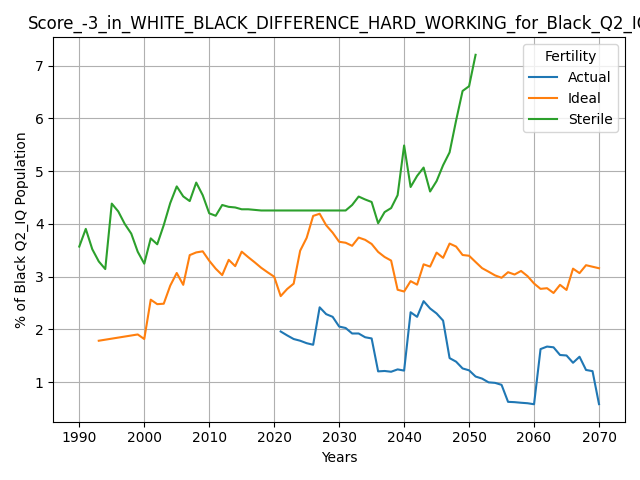 Score_-3_in_WHITE_BLACK_DIFFERENCE_HARD_WORKING_for_Black_Q2_IQ
Fertility
Actual
Ideal
Sterile
% of Black Q2_IQ Population
7
6
5
4
3
2
1
1990 2000 2010 2020 2030 2040 2050 2060 2070
Years